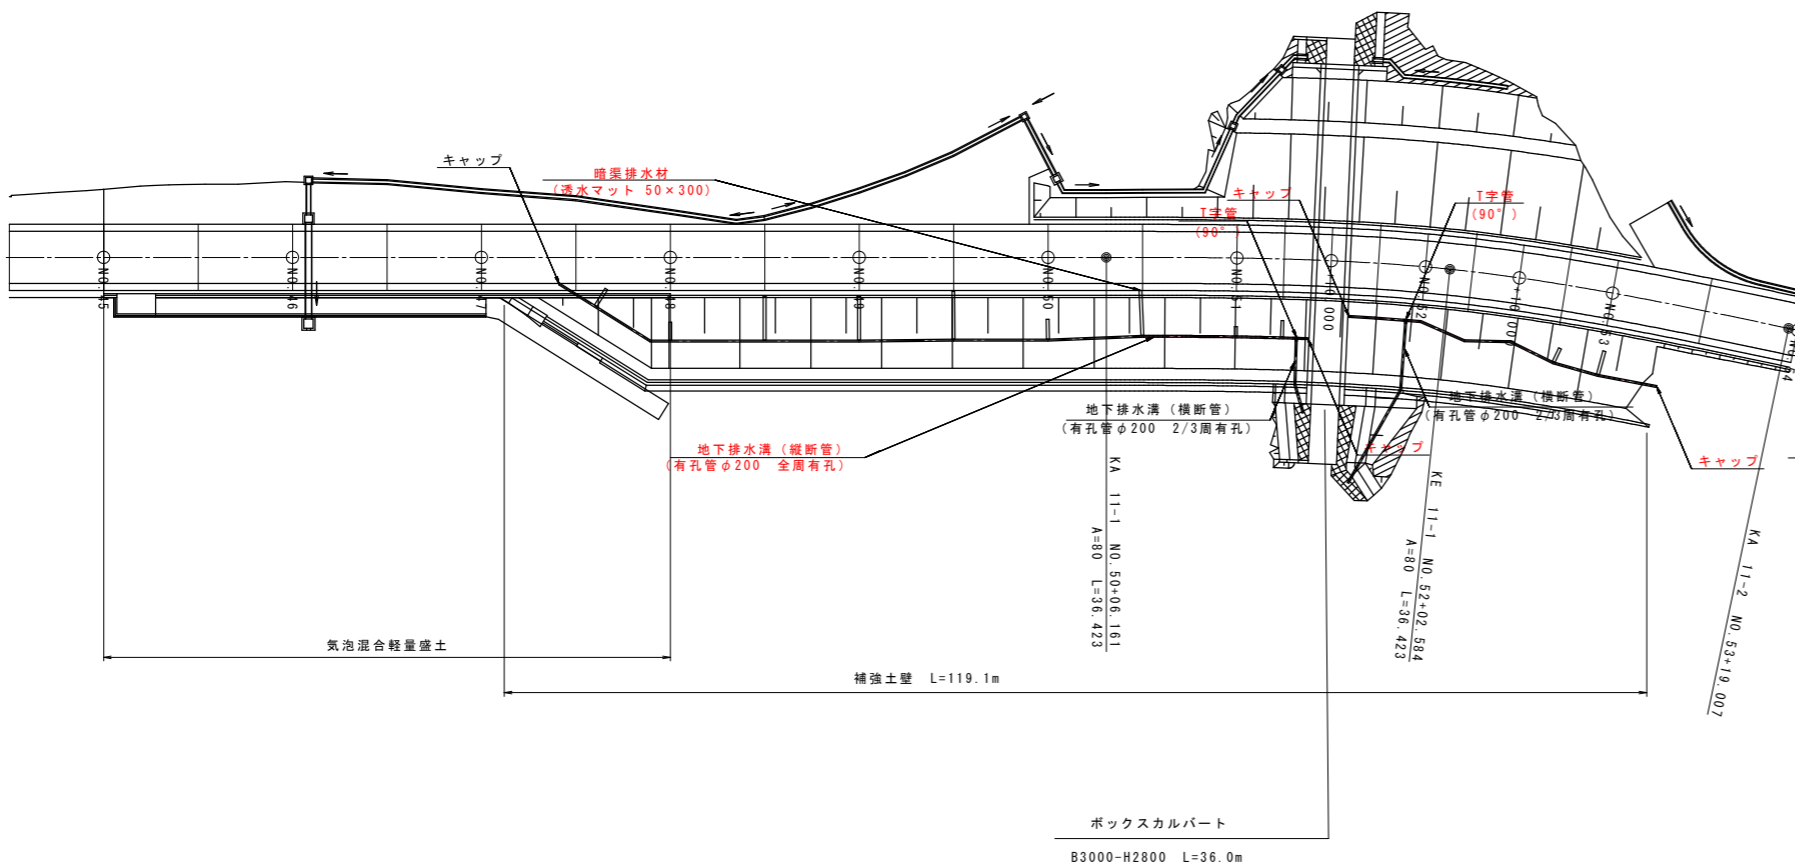 キャップ
暗渠排水材
(透水マット 50×300)
キャップ
T字管
(90°)
T字管
(90°)
NO.45
NO.46
NO.47
NO.48
NO.49
NO.50
NO.51
+10.000
NO.52
NO.53
NO.54
地下排水溝（横断管）
(有孔管φ200 2/3周有孔)
地下排水溝（横断管）
(有孔管φ200 2/3周有孔)
地下排水溝（縦断管）
(有孔管φ200 全周有孔)
キャップ
キャップ
KA 11-1 NO.50+06.161
A=80 L=36.423
KE 11-1 NO.52+02.584
A=80 L=36.423
KA 11-2 NO.53+19.007
気泡混合軽量盛土
補強土壁 L=119.1m
ボックスカルバート
B3000-H2800 L=36.0m